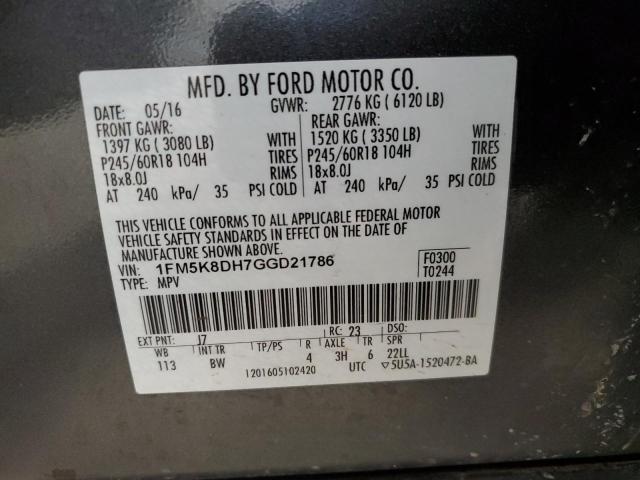 MFD. BY FORD MOTOR CO.
DATE: 05/16 GVWR: 2776 KG ( 6120 LB)
FRONT GAWR: REAR GAWR:
1397 KG ( 3080 LB) WITH 1520 KG ( 3350 LB) WITH
P245/60R18 104H TIRES P245/60R18 104H TIRES
18x8.0J RIMS 18x8.0J RIMS
AT 240 kPa/ 35 PSI COLD AT 240 kPa/ 35 PSI COLD
THIS VEHICLE CONFORMS TO ALL APPLICABLE FEDERAL MOTOR
VEHICLE SAFETY STANDARDS IN EFFECT ON THE DATE OF
MANUFACTURE SHOWN ABOVE.
VIN: 1FM5K8DH7GGD21786 F0300
TYPE: MPV T0244
EXT PNT: J7 RC: 23 DSO:
WB INT TR TP/PS R AXLE TR SPR
113 BW 4 3H 6 22LL
1201605102420 UTC ▽5U5A-1520472-BA